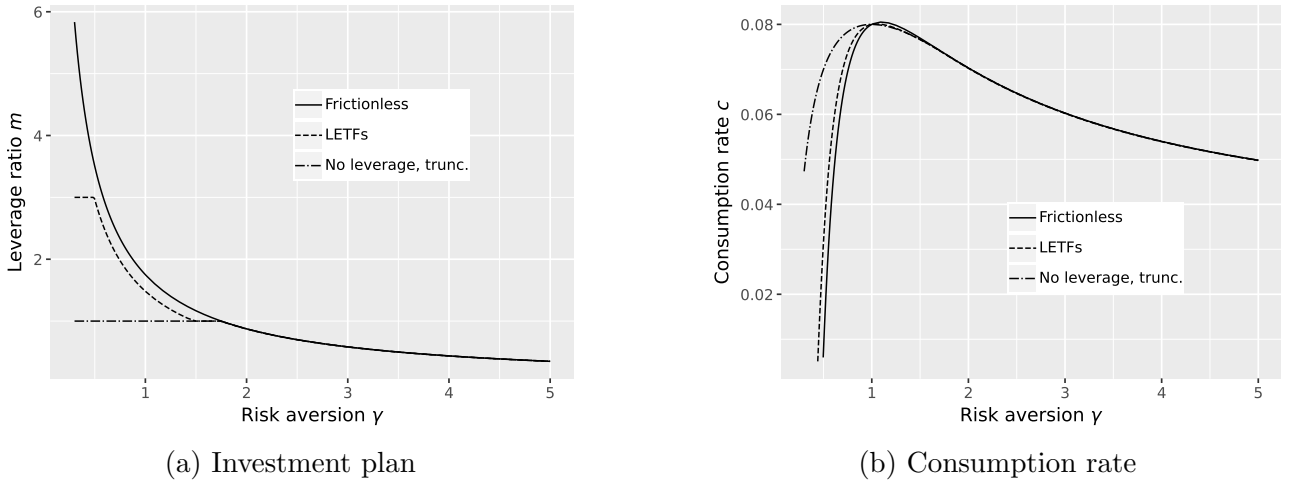 6
4
2
Leverage ratio m
Frictionless
LETFs
No leverage, trunc.
1 2 3 4 5
Risk aversion γ
(a) Investment plan
0.08
0.06
0.04
0.02
Consumption rate c
Frictionless
LETFs
No leverage, trunc.
1 2 3 4 5
Risk aversion γ
(b) Consumption rate